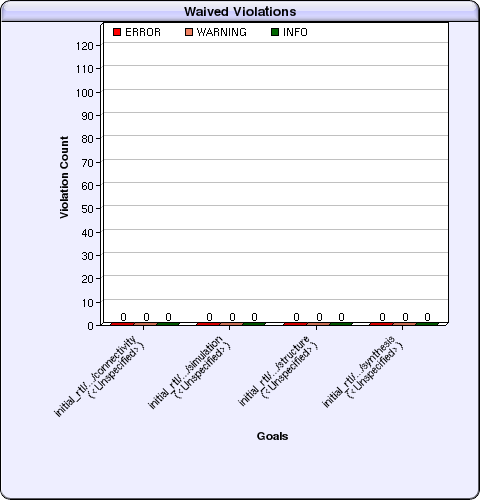 Waived Violations
ERROR WARNING INFO
120
110
100
90
80
70
60
50
40
30
20
10
0
Violation Count
0 0 0 0 0 0 0 0 0 0 0 0
initial_rtl/.../connectivity
{<Unspecified>}
initial_rtl/.../simulation
{<Unspecified>}
initial_rtl/.../structure
{<Unspecified>}
initial_rtl/.../synthesis
{<Unspecified>}
Goals